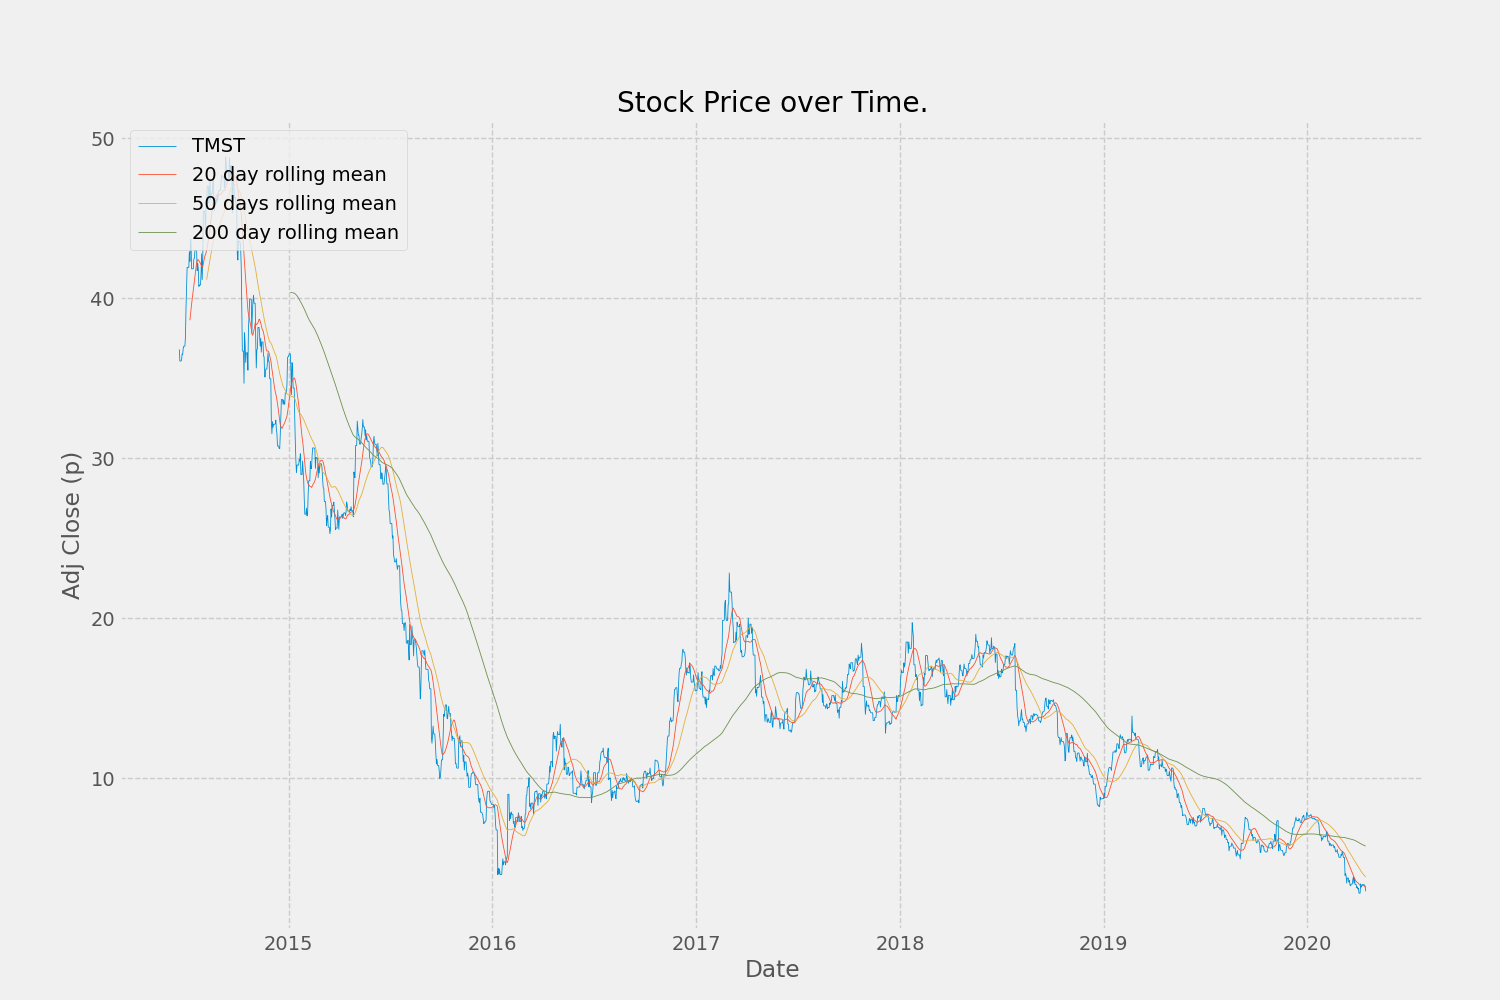 Stock Price over Time.
50
40
30
20
10
Adj Close (p)
TMST
20 day rolling mean
50 days rolling mean
200 day rolling mean
2015 2016 2017 2018 2019 2020
Date